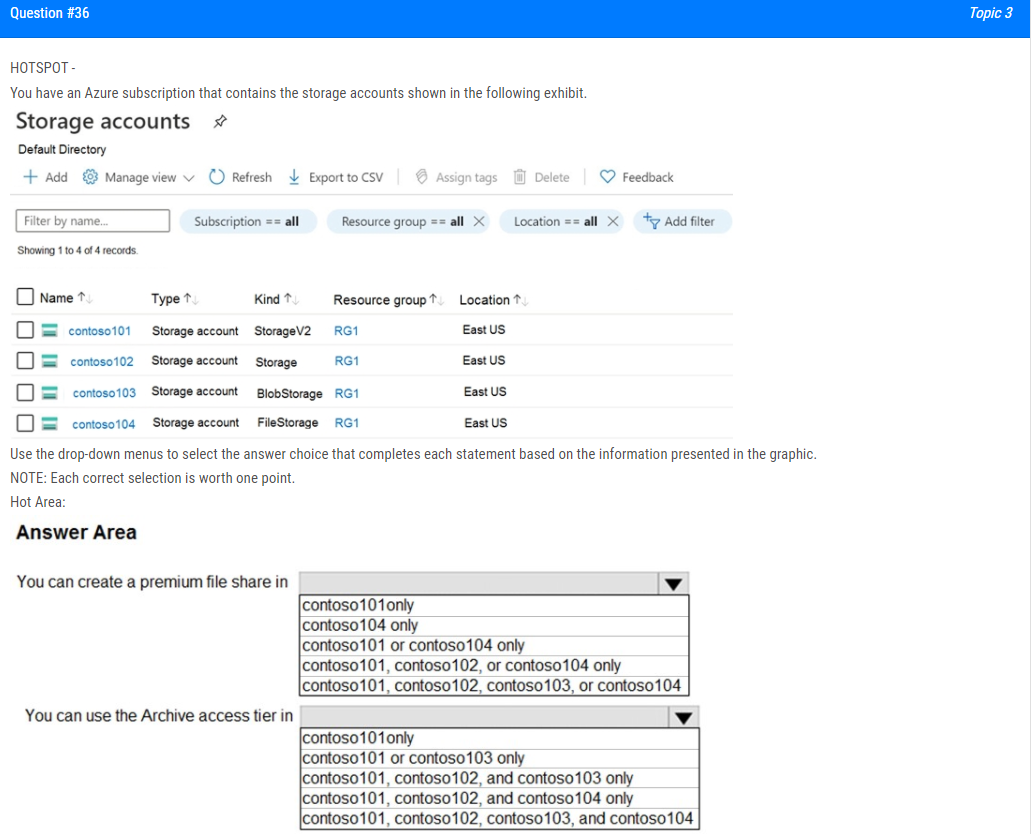 Question #36 Topic 3
HOTSPOT -
You have an Azure subscription that contains the storage accounts shown in the following exhibit.
Storage accounts
Default Directory
Add Manage view Refresh Export to CSV Assign tags Delete Feedback
Filter by name... Subscription == all Resource group == all Location == all Add filter
Showing 1 to 4 of 4 records.
Name Type Kind Resource group Location
contoso101 Storage account StorageV2 RG1 East US
contoso102 Storage account Storage RG1 East US
contoso103 Storage account BlobStorage RG1 East US
contoso104 Storage account FileStorage RG1 East US
Use the drop-down menus to select the answer choice that completes each statement based on the information presented in the graphic.
NOTE: Each correct selection is worth one point.
Hot Area:
Answer Area
You can create a premium file share in
contoso101only
contoso104 only
contoso101 or contoso104 only
contoso101, contoso102, or contoso104 only
contoso101, contoso102, contoso103, or contoso104
You can use the Archive access tier in
contoso101only
contoso101 or contoso103 only
contoso101, contoso102, and contoso103 only
contoso101, contoso102, and contoso104 only
contoso101, contoso102, contoso103, and contoso104